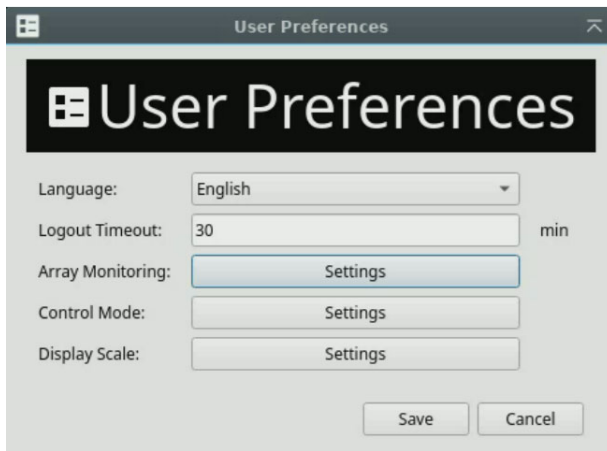 User Preferences
User Preferences
Language: English
Logout Timeout: 30 min
Array Monitoring: Settings
Control Mode: Settings
Display Scale: Settings
Save Cancel